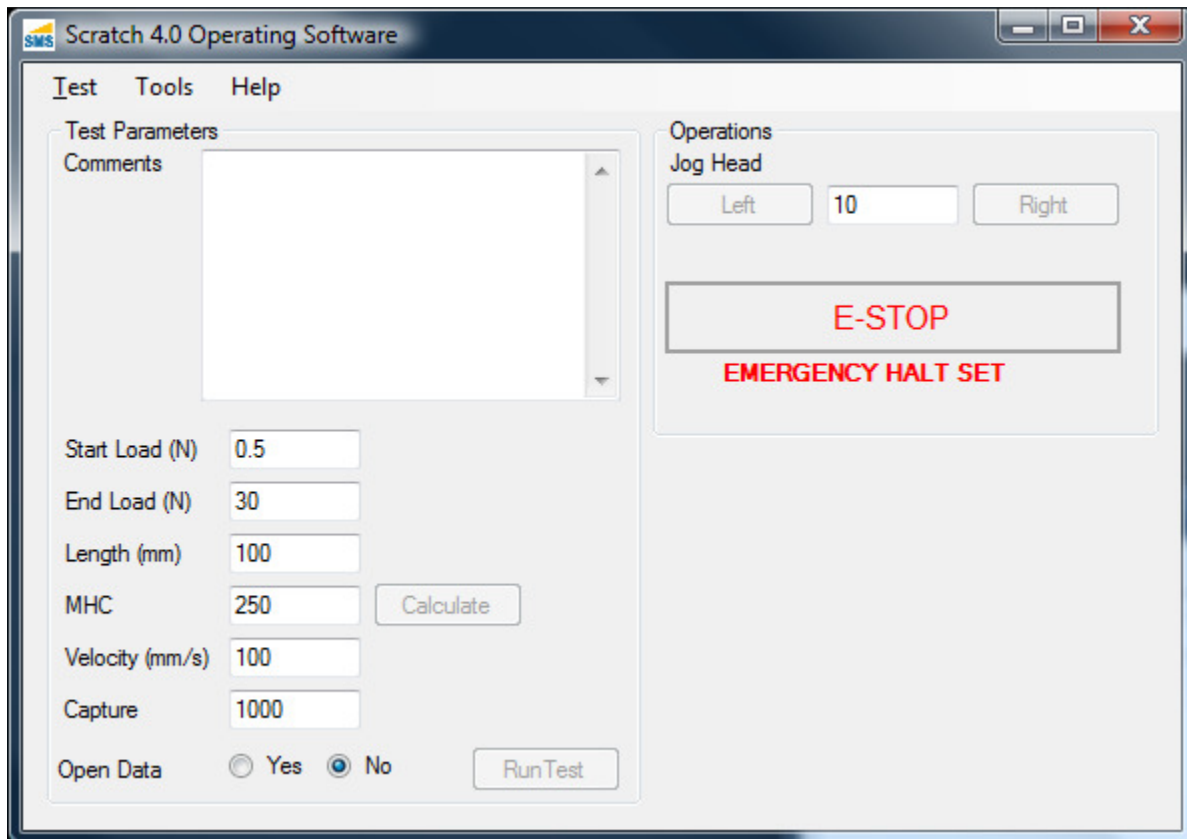 SMS Scratch 4.0 Operating Software
Test Tools Help
Test Parameters
Comments
Start Load (N) 0.5
End Load (N) 30
Length (mm) 100
MHC 250 Calculate
Velocity (mm/s) 100
Capture 1000
Open Data Yes No RunTest
Operations
Jog Head
Left 10 Right
E-STOP
EMERGENCY HALT SET